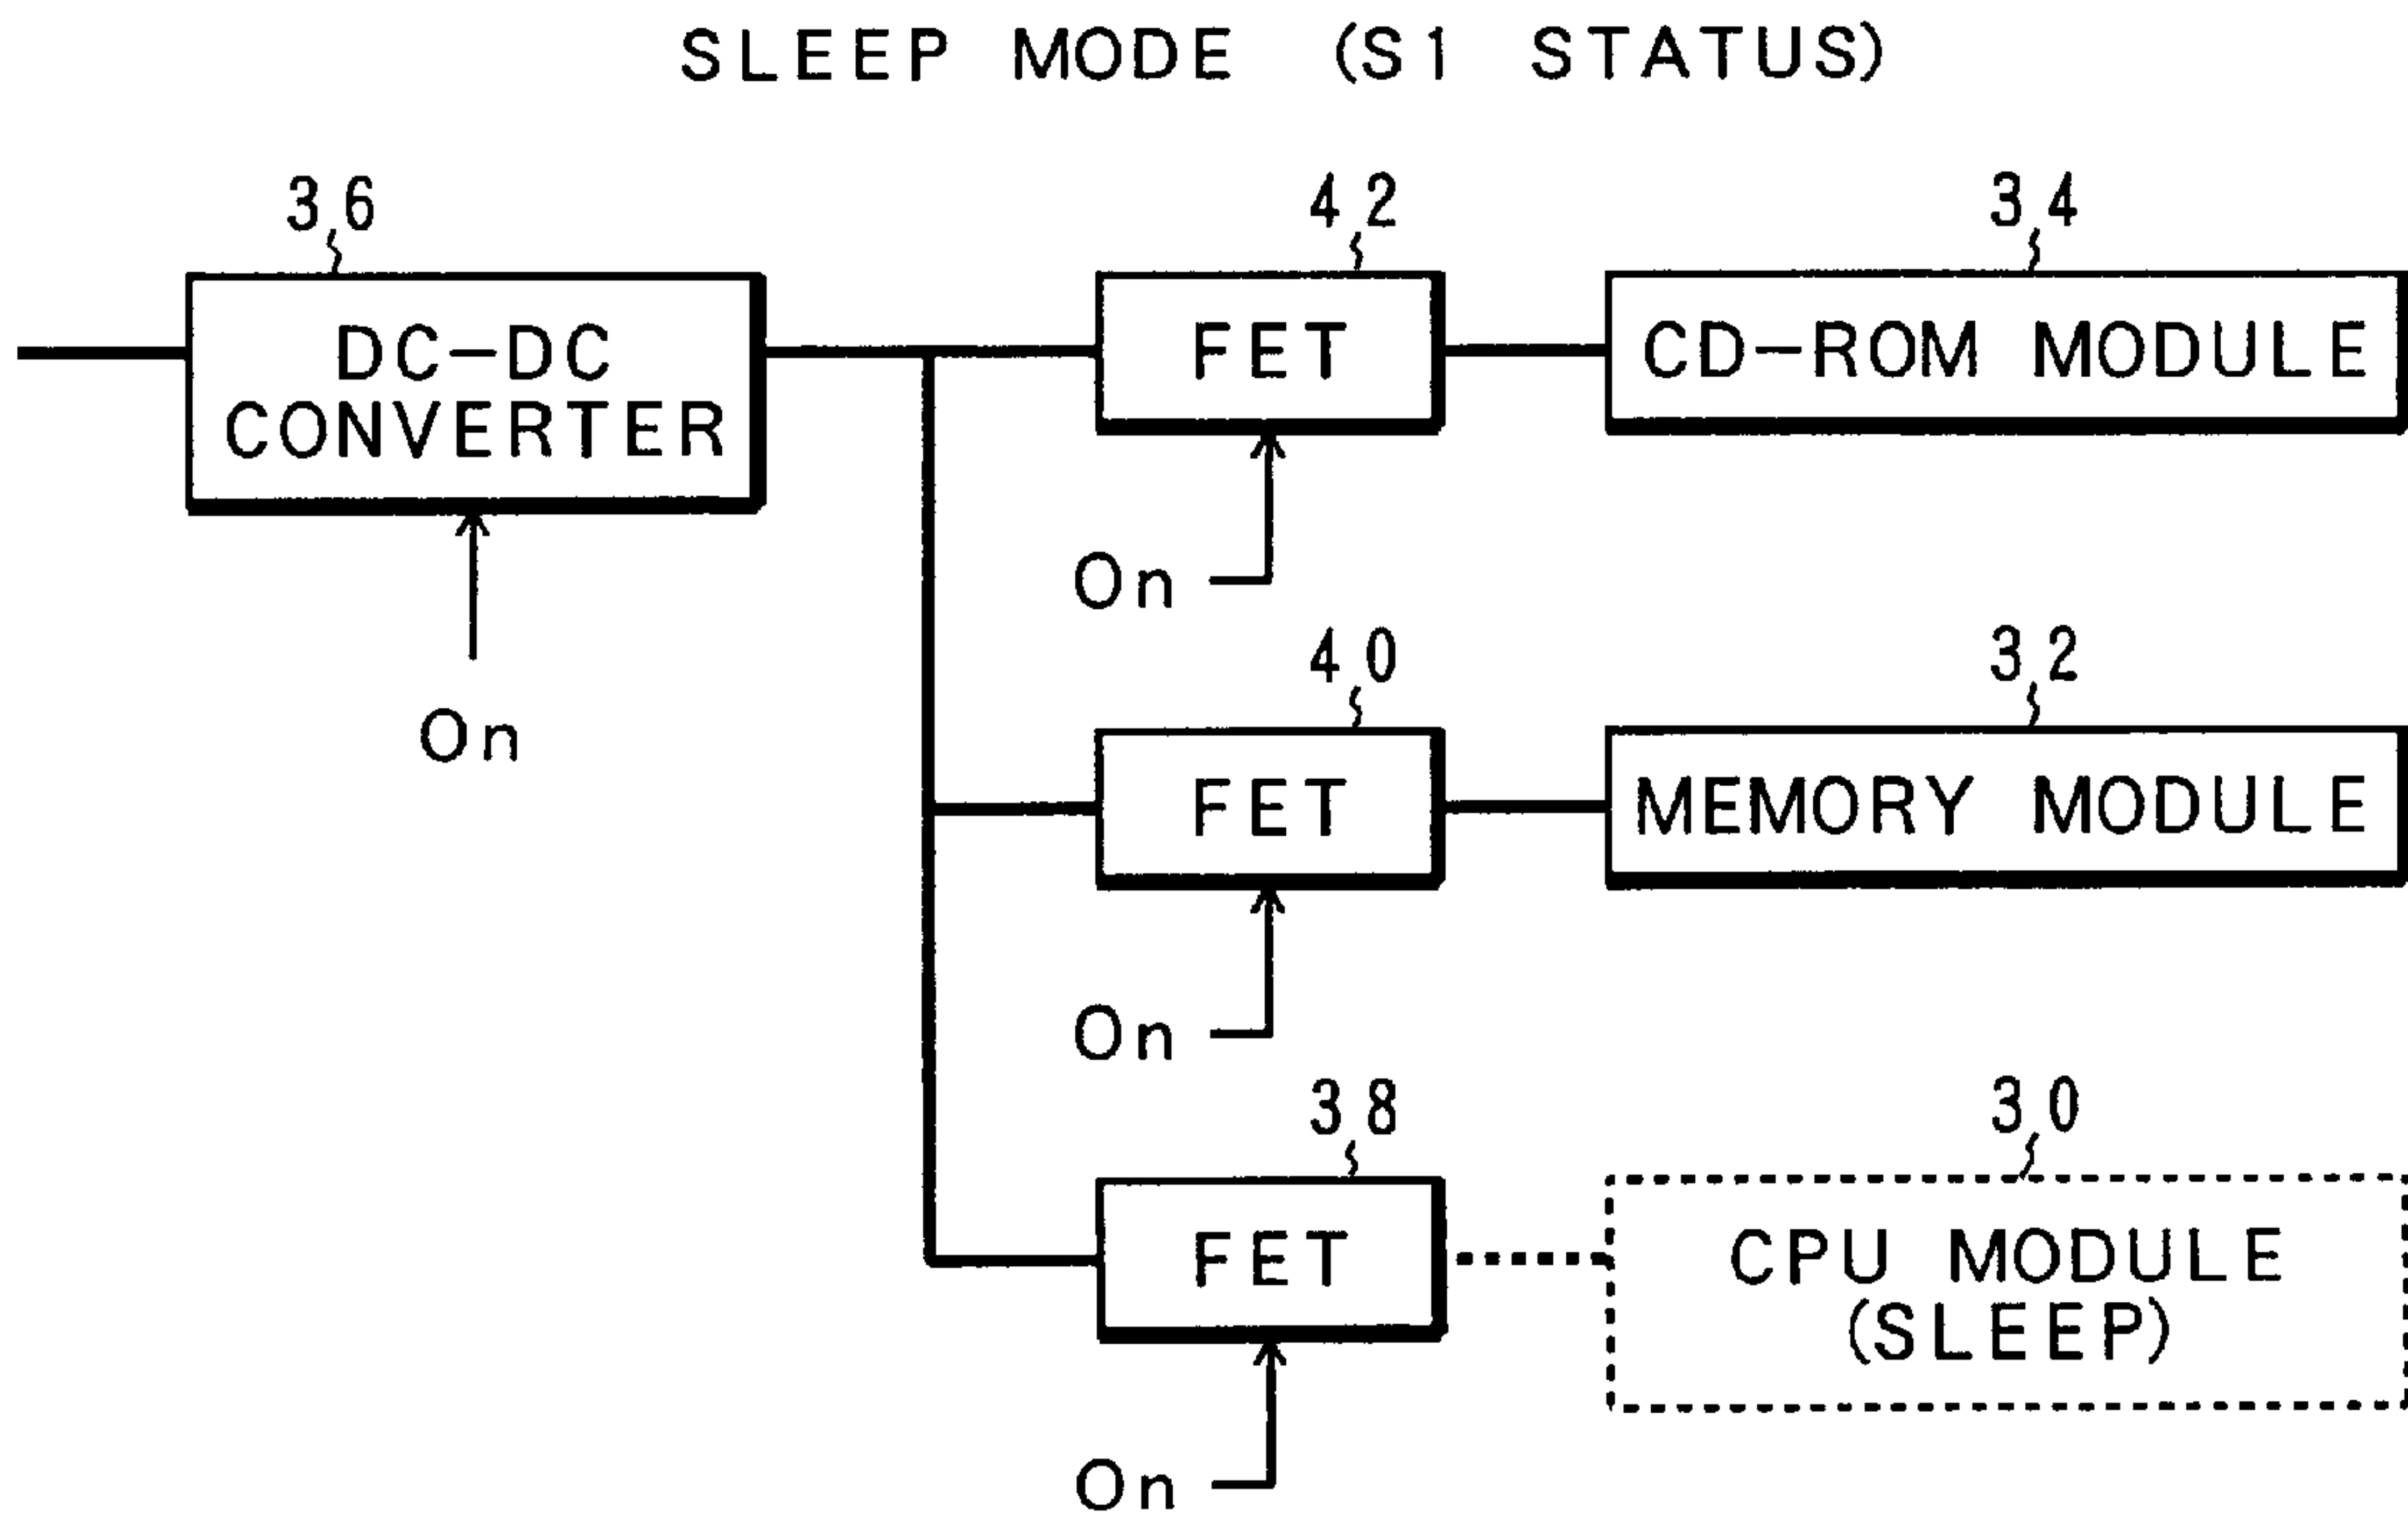 SLEEP MODE (S1 STATUS)
36
42
34
DC-DC
CONVERTER
FET
CD-ROM MODULE
On
On
40
32
FET
MEMORY MODULE
On
38
30
FET
CPU MODULE
(SLEEP)
On